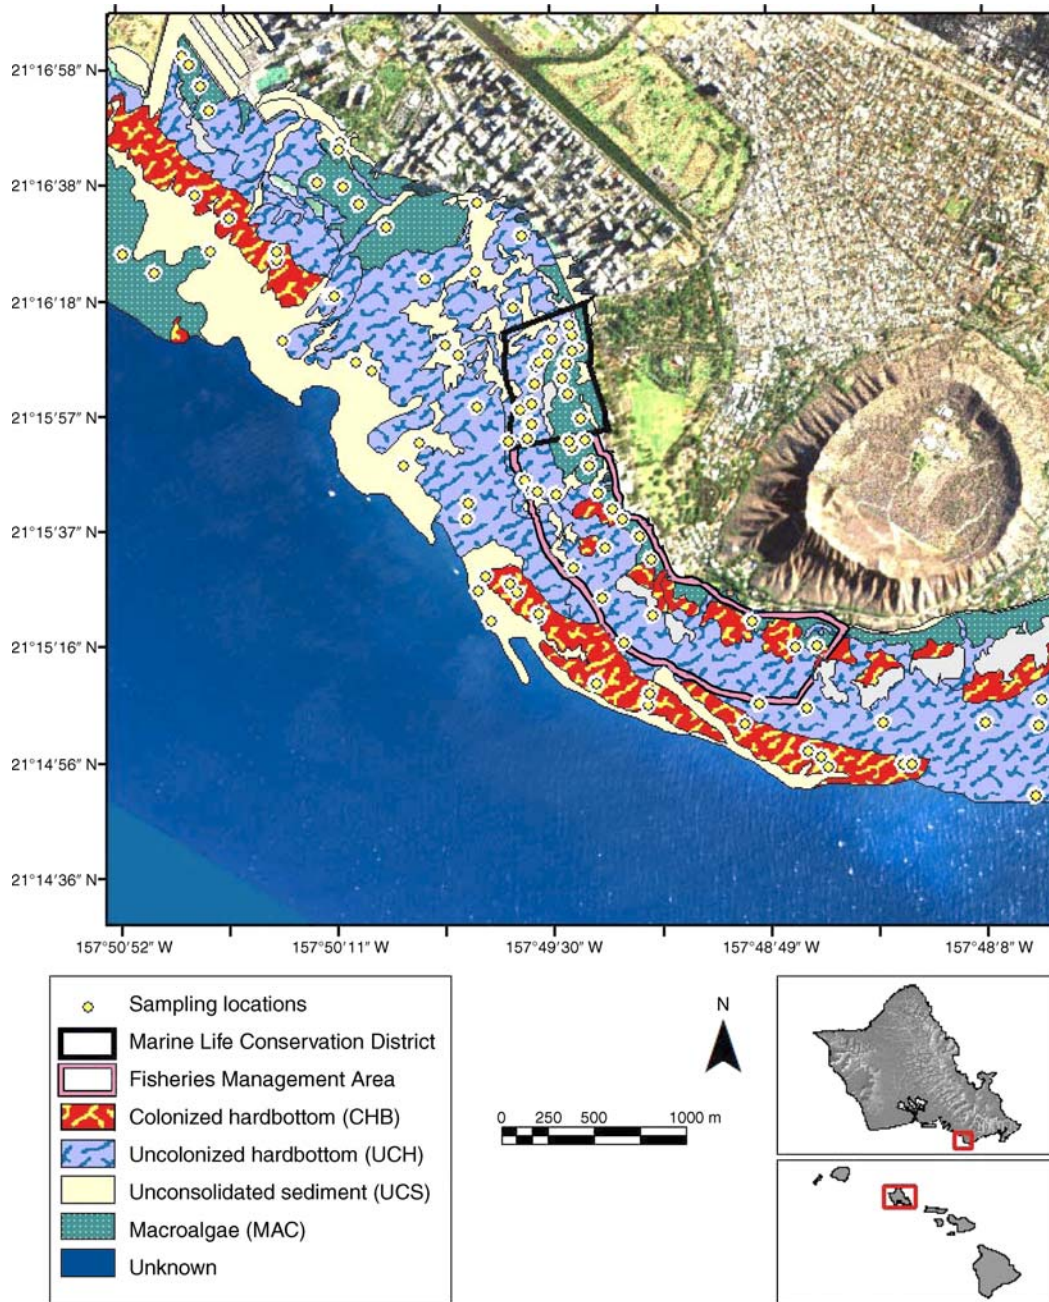 21°16'58" N
21°16'38" N
21°16'18" N
21°15'57" N
21°15'37" N
21°15'16" N
21°14'56" N
21°14'36" N
157°50'52" W
157°50'11" W
157°49'30" W
157°48'49" W
157°48'8" W
Sampling locations
Marine Life Conservation District
Fisheries Management Area
Colonized hardbottom (CHB)
Uncolonized hardbottom (UCH)
Unconsolidated sediment (UCS)
Macroalgae (MAC)
Unknown
N
0 250 500 1000 m